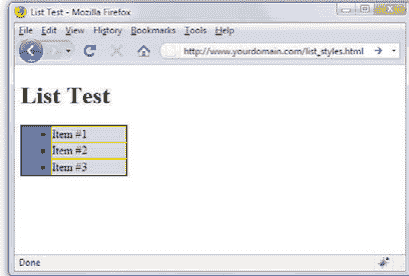 List Test - Mozilla Firefox
File Edit View History Bookmarks Tools Help
http://www.yourdomain.com/list_styles.html
List Test
Item #1
Item #2
Item #3
Done